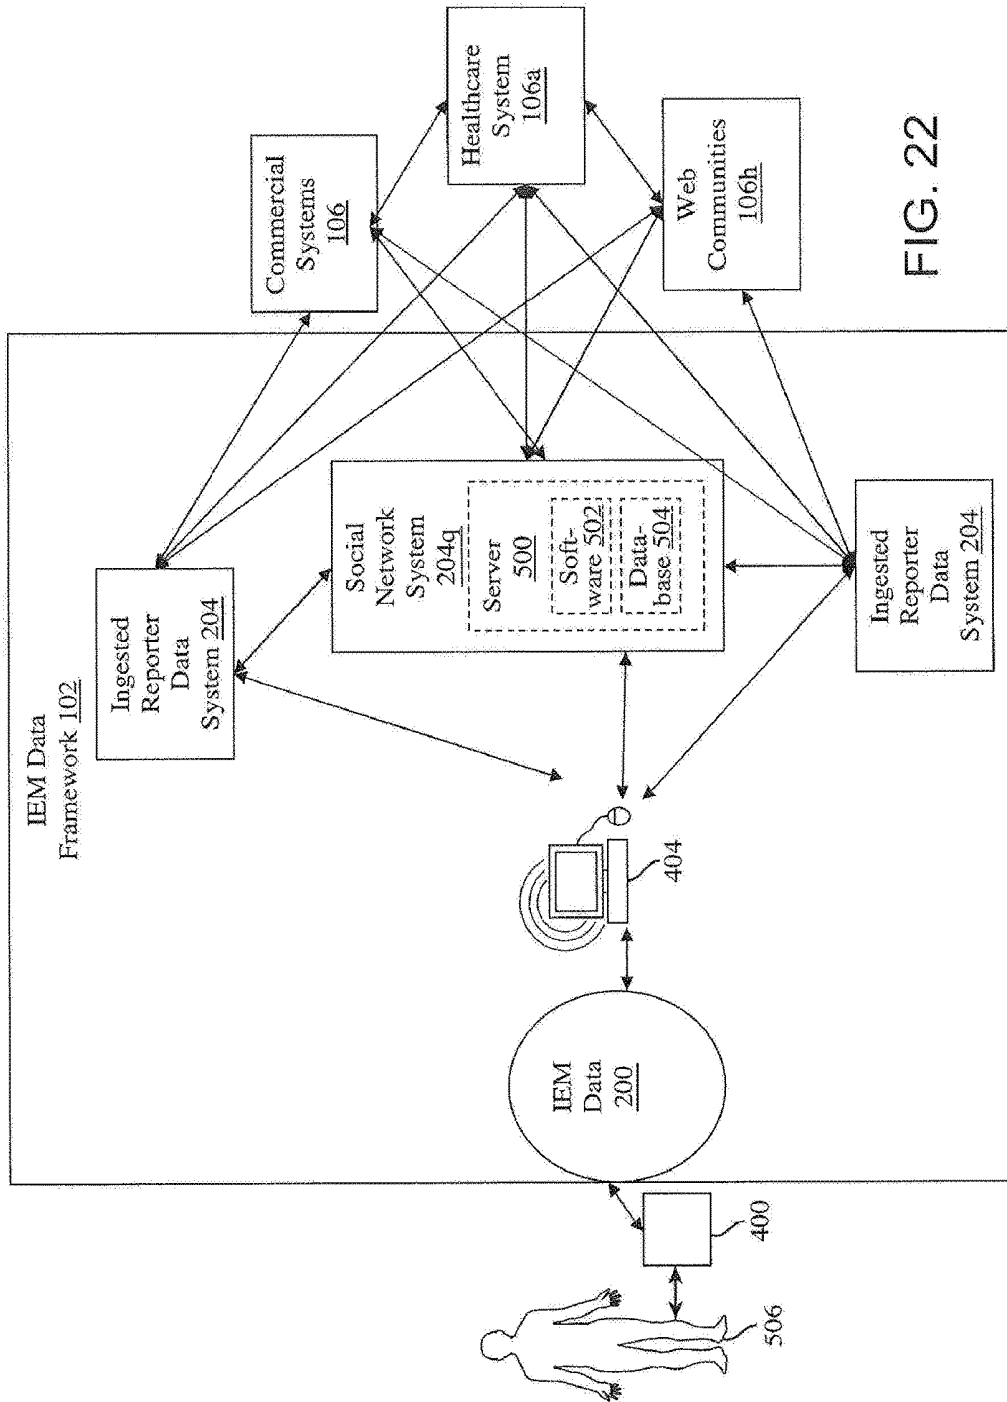 IEM Data
Framework 102
Ingested
Reporter
Data
System 204
Commercial
Systems
106
Healthcare
System
106a
Social
Network
System
204q
Server
500
Soft-
ware 502
Data-
base 504
Web
Communities
106h
Ingested
Reporter
Data
System 204
IEM
Data
200
404
400
506
FIG. 22